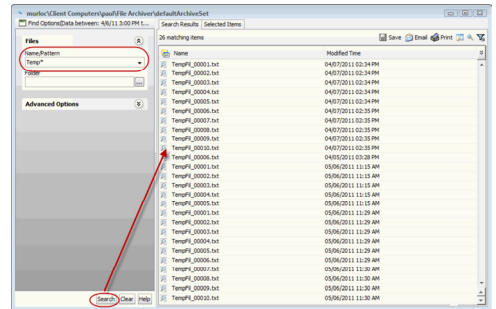 murloc\Client Computers\paul\File Archiver\defaultArchiveSet
Find Options(Data between: 4/6/11 3:00 PM t...
Search Results Selected Items
Files
26 matching items
Save Email Print
Name/Pattern
Name Modified Time
Temp*
Folder
Advanced Options
TempFil_00001.txt 04/07/2011 02:34 PM
TempFil_00002.txt 04/07/2011 02:34 PM
TempFil_00003.txt 04/07/2011 02:34 PM
TempFil_00004.txt 04/07/2011 02:34 PM
TempFil_00005.txt 04/07/2011 02:34 PM
TempFil_00006.txt 04/07/2011 02:35 PM
TempFil_00007.txt 04/07/2011 02:35 PM
TempFil_00008.txt 04/07/2011 02:35 PM
TempFil_00009.txt 04/07/2011 02:35 PM
TempFil_00010.txt 04/07/2011 02:35 PM
TempFil_00006.txt 04/05/2011 03:28 PM
TempFil_00001.txt 05/06/2011 11:15 AM
TempFil_00002.txt 05/06/2011 11:15 AM
TempFil_00003.txt 05/06/2011 11:15 AM
TempFil_00004.txt 05/06/2011 11:15 AM
TempFil_00005.txt 05/06/2011 11:15 AM
TempFil_00001.txt 05/06/2011 11:29 AM
TempFil_00002.txt 05/06/2011 11:29 AM
TempFil_00003.txt 05/06/2011 11:29 AM
TempFil_00004.txt 05/06/2011 11:29 AM
TempFil_00005.txt 05/06/2011 11:29 AM
TempFil_00006.txt 05/06/2011 11:29 AM
TempFil_00007.txt 05/06/2011 11:30 AM
TempFil_00008.txt 05/06/2011 11:30 AM
TempFil_00009.txt 05/06/2011 11:30 AM
TempFil_00010.txt 05/06/2011 11:30 AM
Search Clear Help